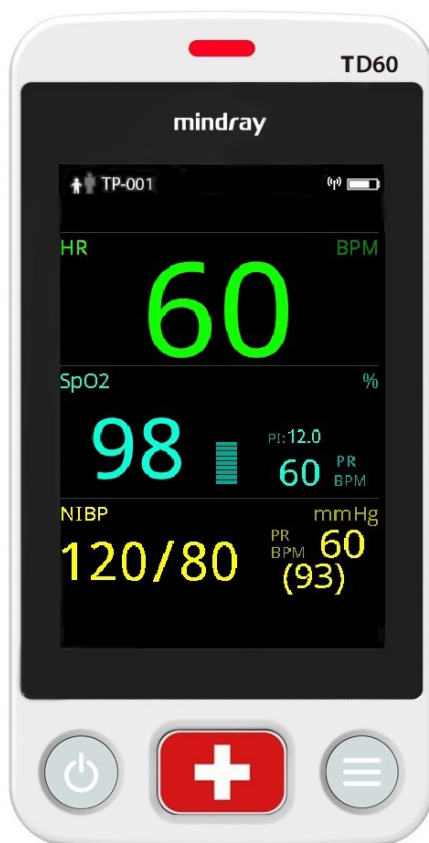 TD60
mindray
TP-001
HR BPM
60
SpO2 %
98 PI:12.0
60 PR BPM
NIBP mmHg
120/80 PR BPM 60
(93)